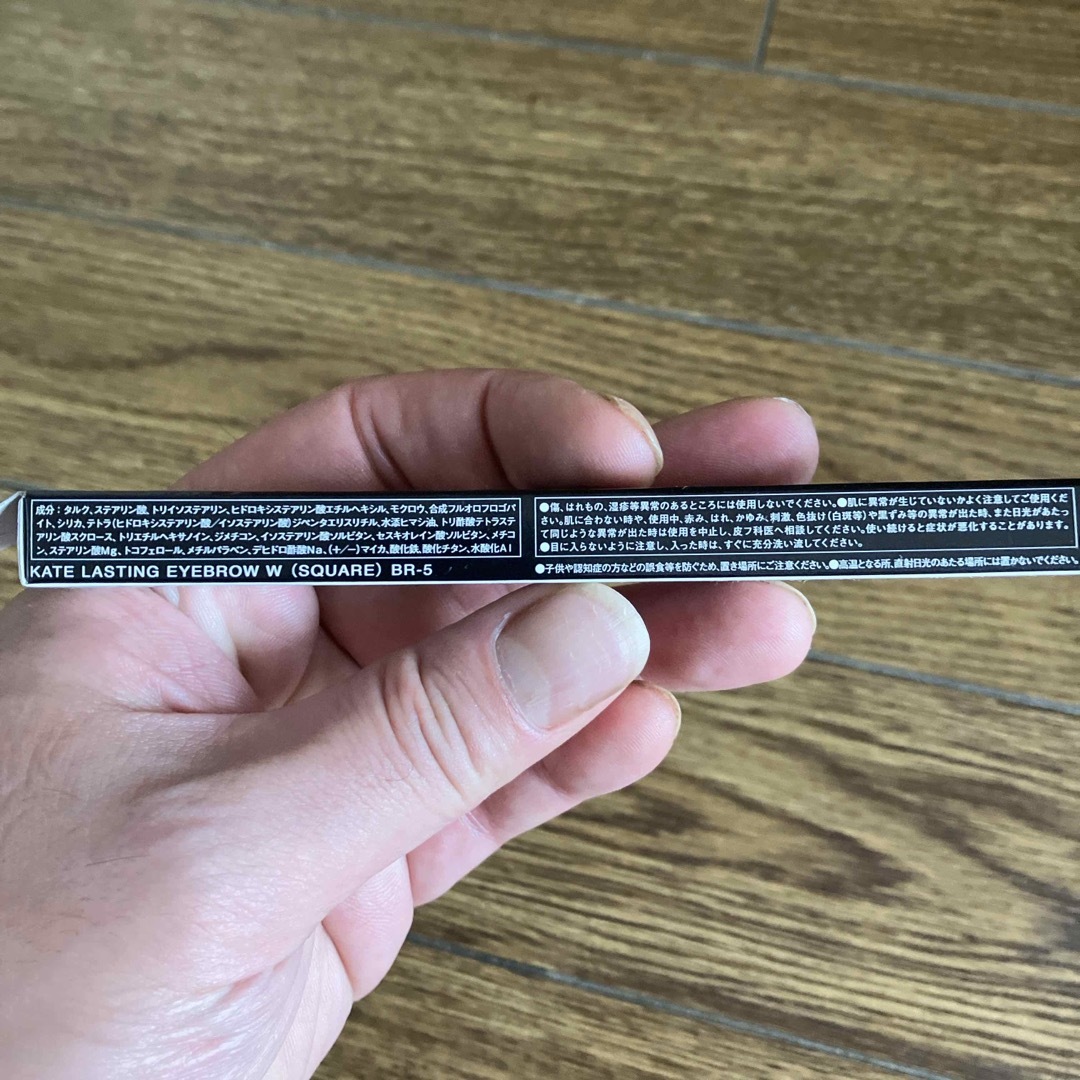 成分:タルク、ステアリン酸、トリイソステアリン、ヒドロキシステアリン酸エチルヘキシル、モクロウ、合成フルオロフロゴパ
イト、シリカ、テトラ(ヒドロキシステアリン酸/イソステアリン酸)ジペンタエリスリチル、水添ヒマシ油、トリ酢酸テトラステ
アリン酸スクロース、トリエチルヘキサノイン、ジメチコン、イソステアリン酸ソルビタン、セスキオレイン酸ソルビタン、メチコ
ン、ステアリン酸Mg、トコフェロール、メチルパラベン、デヒドロ酢酸Na、(+/-)マイカ、酸化鉄、酸化チタン、水酸化Al
KATE LASTING EYEBROW W (SQUARE) BR-5
●傷、はれもの、湿疹等異常のあるところには使用しないでください。●肌に異常が生じていないかよく注意してご使用くだ
さい。肌に合わない時や、使用中、赤み、はれ、かゆみ、刺激、色抜け(白斑等)や黒ずみ等の異常が出た時、また日光があたっ
て同じような異常が出た時は使用を中止し、皮フ科医へ相談してください。使い続けると症状が悪化することがあります。
●目に入らないように注意し、入った時は、すぐに充分洗い流してください。
●子供や認知症の方などの誤食等を防ぐため、置き場所にご注意ください。●高温となる所、直射日光のあたる場所には置かないでください。